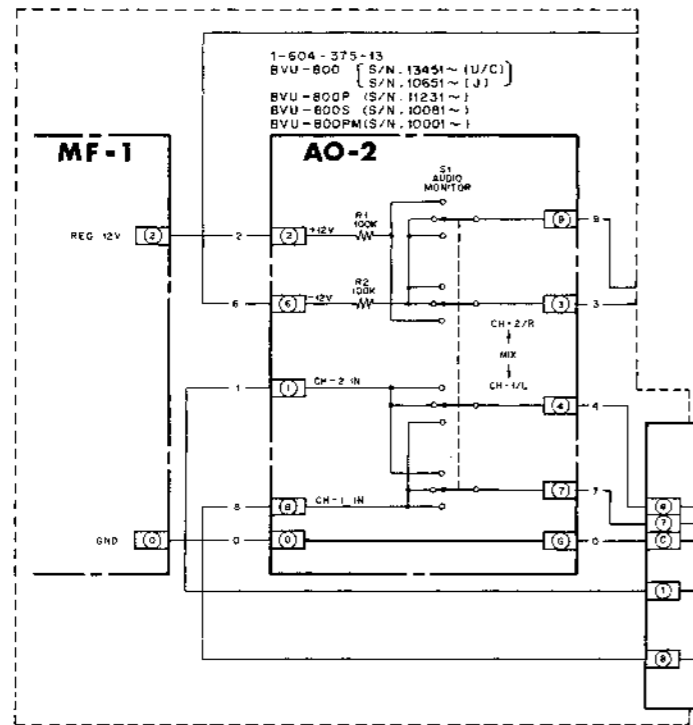 1-604-375-13
BVU-800 { S/N. 13451~ (U/C)
S/N. 10651~ (J) }
BVU-800P (S/N. 11231~)
BVU-800S (S/N. 10081~)
BVU-800PM(S/N. 10001~)
MF-1
AO-2
S1
AUDIO
MONITOR
R1
100K
REG 12V 2 2 2 +12V 9 9
R2
100K
6 6 -12V 3 3
CH-2/R
MIX
CH-1/L
1 1 CH-2 IN 4 4
8 8 CH-1 IN 7 7
GND 0 0 0 0
7
1
8